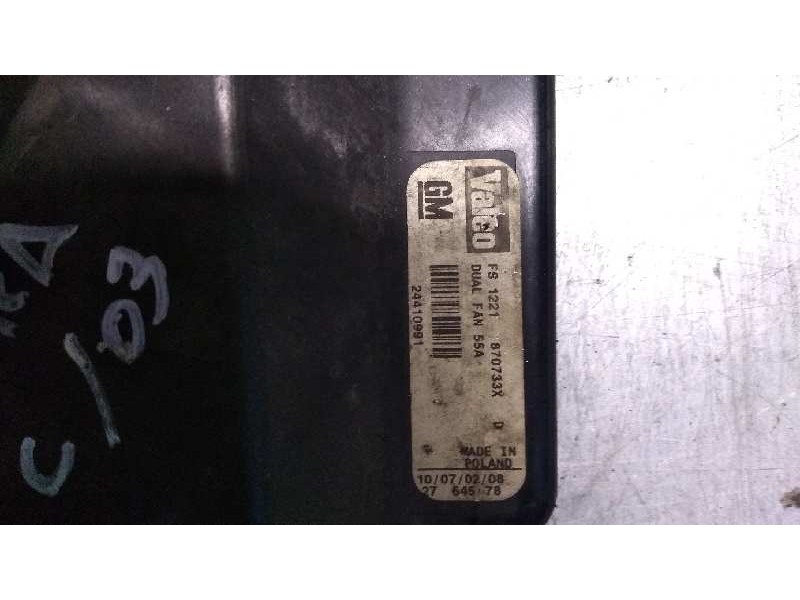 Valeo
GM
FS 1221 870733X D
DUAL FAN 55A
24410991
MADE IN
POLAND
10/07/02/08
27 645 78
C/03